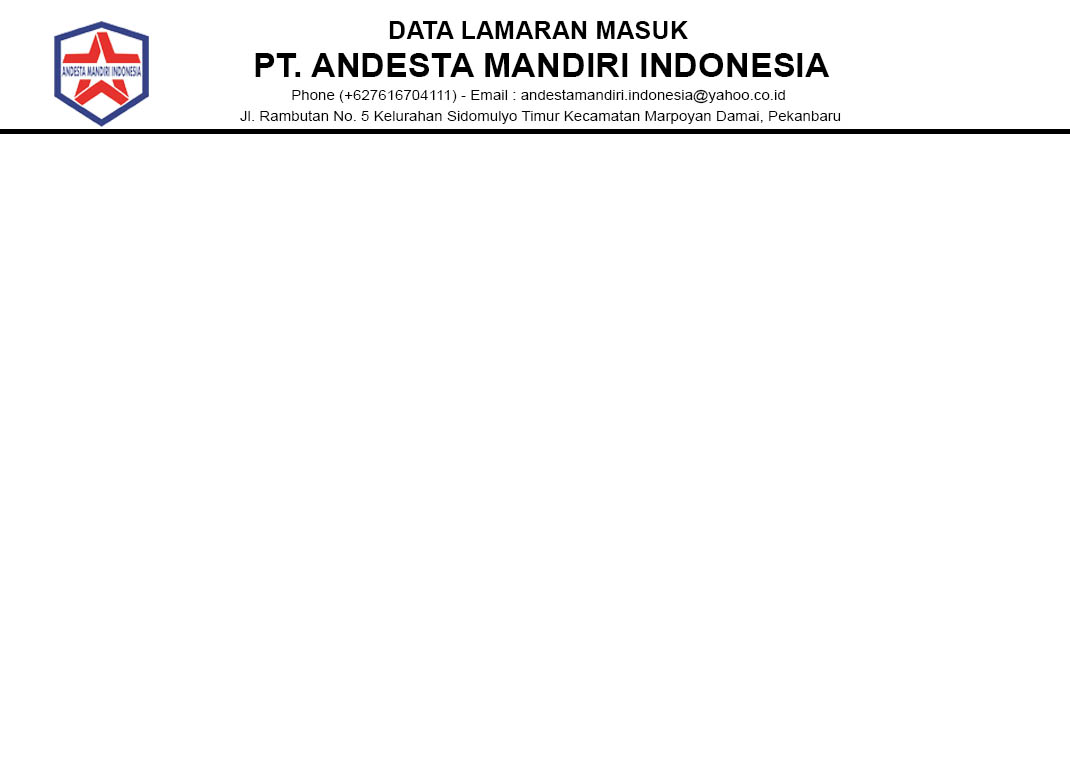 DATA LAMARAN MASUK
PT. ANDESTA MANDIRI INDONESIA
ANDESTA MANDIRI INDONESIA
Phone (+627616704111) - Email : andestamandiri.indonesia@yahoo.co.id
Jl. Rambutan No. 5 Kelurahan Sidomulyo Timur Kecamatan Marpoyan Damai, Pekanbaru